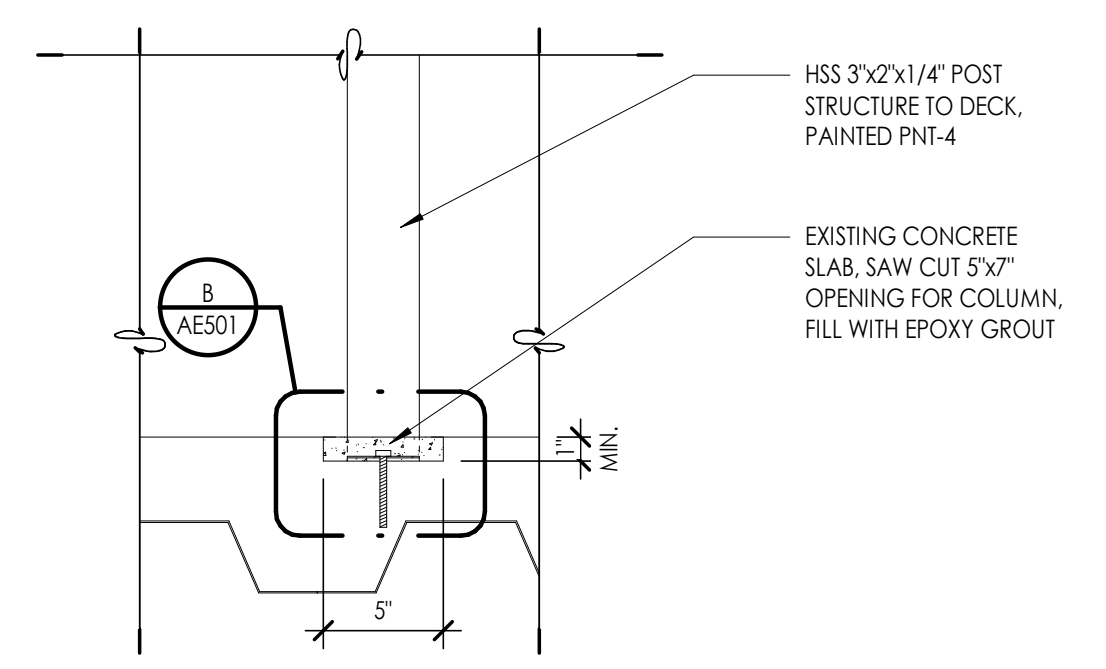 HSS 3"x2"x1/4" POST
STRUCTURE TO DECK,
PAINTED PNT-4
EXISTING CONCRETE
SLAB, SAW CUT 5"x7"
OPENING FOR COLUMN,
FILL WITH EPOXY GROUT
B
AE501
1"
MIN.
5"